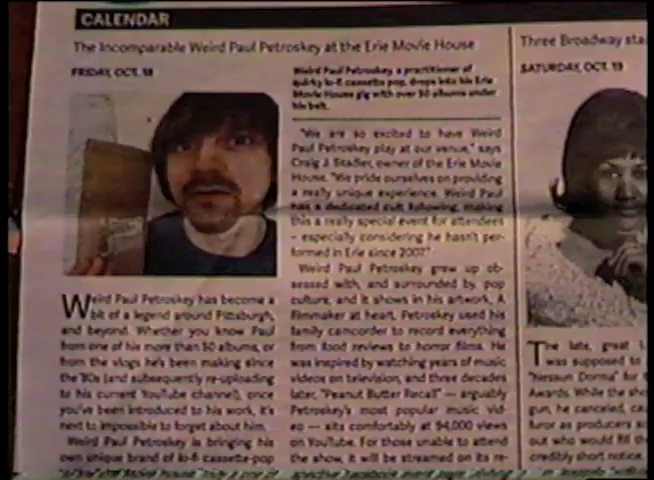 CALENDAR
The Incomparable Weird Paul Petroskey at the Erie Movie House
FRIDAY, OCT. 18
Weird Paul Petroskey has become a
bit of a legend around Pittsburgh,
and beyond. Whether you know Paul
from one of his more than 50 albums, or
from the vlogs he's been making since
the '80s (and subsequently re-uploading
to his current YouTube channel), once
you've been introduced to his work, it's
next to impossible to forget about him.
Weird Paul Petroskey is bringing his
own unique brand of lo-fi cassette-pop
Weird Paul Petroskey, a practitioner of
quirky lo-fi cassette pop, drops into his Erie
Movie House gig with over 50 albums under
his belt.
"We are so excited to have Weird
Paul Petroskey play at our venue," says
Craig J. Stadler, owner of the Erie Movie
House. "We pride ourselves on providing
a really unique experience. Weird Paul
has a dedicated cult following, making
this a really special event for attendees
– especially considering he hasn't per-
formed in Erie since 2007."
Weird Paul Petroskey grew up ob-
sessed with, and surrounded by, pop
culture, and it shows in his artwork. A
filmmaker at heart, Petroskey used his
family camcorder to record everything
from food reviews to horror films. He
was inspired by watching years of music
videos on television, and three decades
later, "Peanut Butter Recall" — arguably
Petroskey's most popular music vid-
eo — sits comfortably at 94,000 views
on YouTube. For those unable to attend
the show, it will be streamed on its re-
Three Broadway sta
SATURDAY, OCT. 19
The late, great
was supposed to
"Nessun Dorma" for
Awards. While the sho
gun, he canceled, ca
furor as producers s
out who would fill th
credibly short notice.